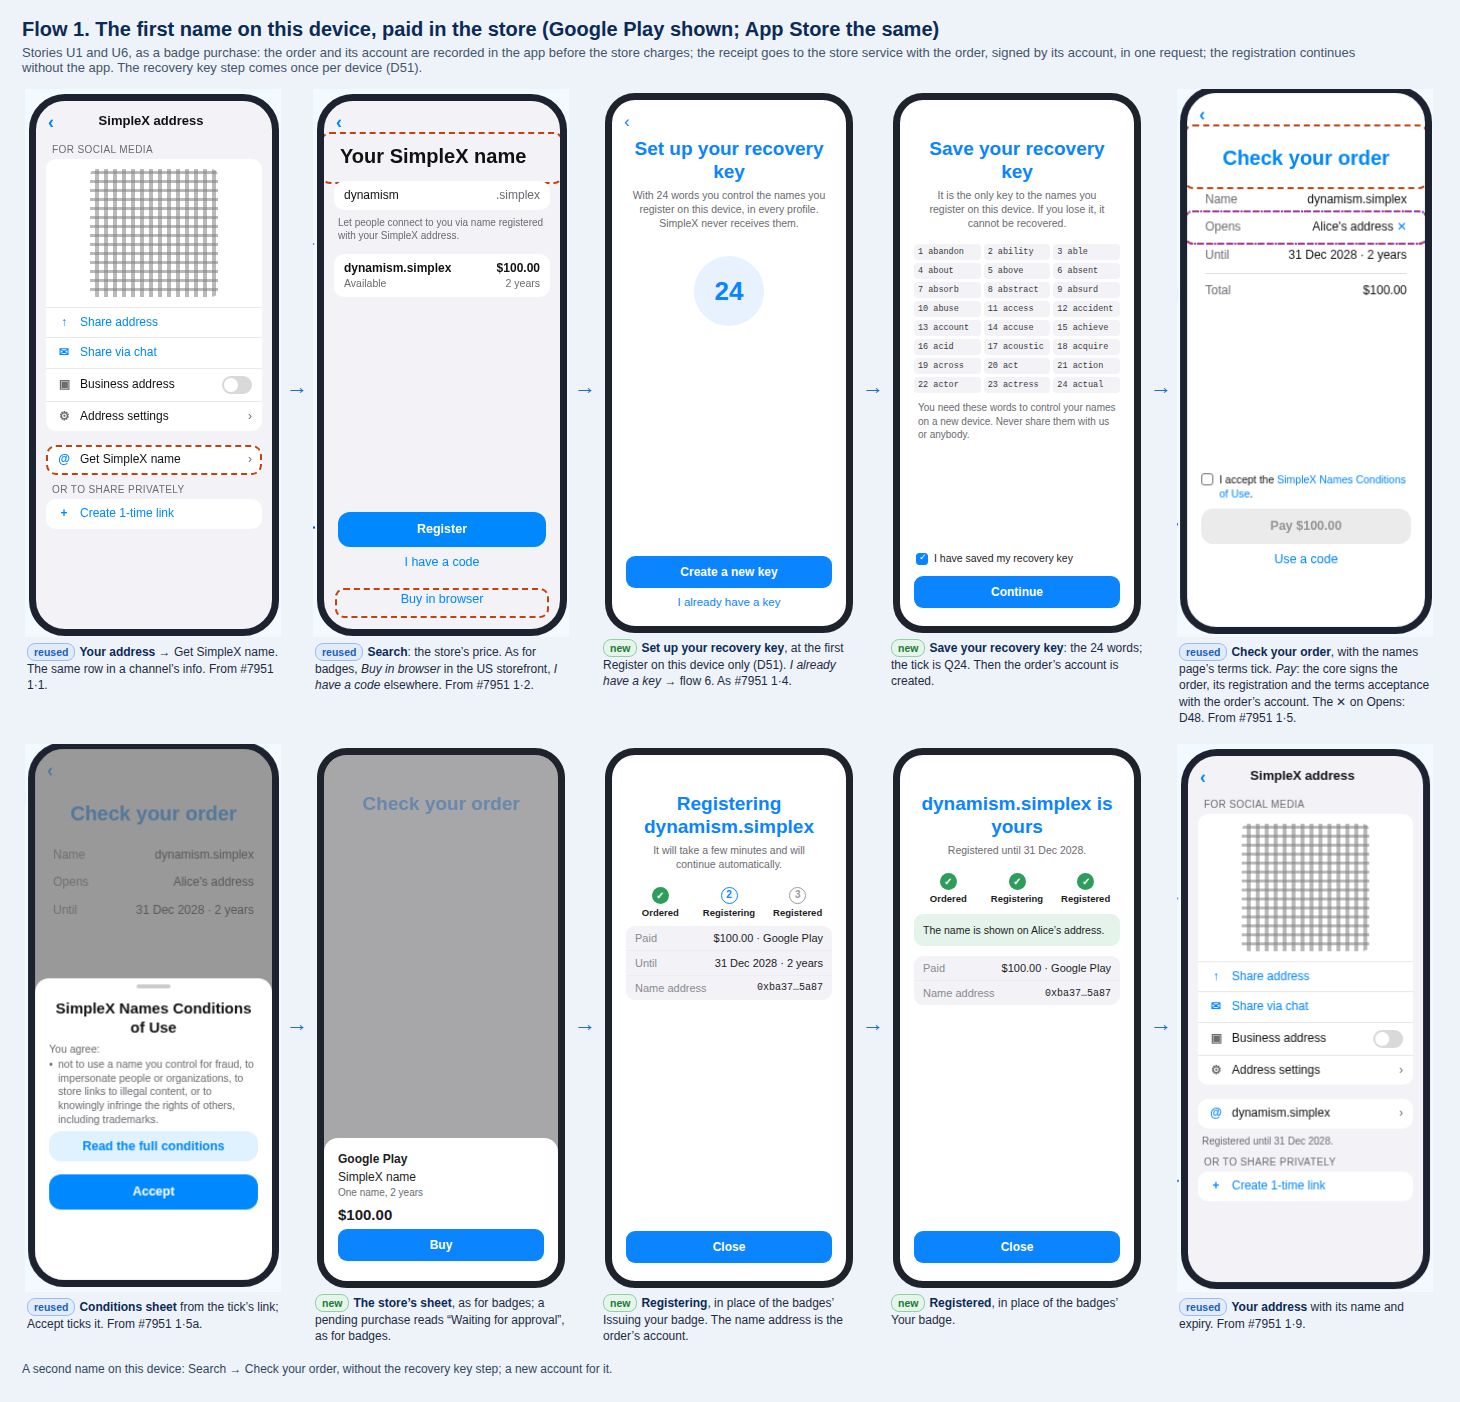 Flow 1. The first name on this device, paid in the store (Google Play shown; App Store the same)
Stories U1 and U6, as a badge purchase: the order and its account are recorded in the app before the store charges; the receipt goes to the store service with the order, signed by its account, in one request; the registration continues
without the app. The recovery key step comes once per device (D51).
‹ SimpleX address
FOR SOCIAL MEDIA
↑ Share address
✉ Share via chat
▣ Business address
⚙ Address settings ›
@ Get SimpleX name ›
OR TO SHARE PRIVATELY
+ Create 1-time link
reused Your address → Get SimpleX name.
The same row in a channel's info. From #7951
1·1.
→
‹
Your SimpleX name
dynamism .simplex
Let people connect to you via name registered
with your SimpleX address.
dynamism.simplex $100.00
Available 2 years
Register
I have a code
Buy in browser
reused Search: the store's price. As for
badges, Buy in browser in the US storefront, I
have a code elsewhere. From #7951 1·2.
→
‹
Set up your recovery
key
With 24 words you control the names you
register on this device, in every profile.
SimpleX never receives them.
24
Create a new key
I already have a key
new Set up your recovery key, at the first
Register on this device only (D51). I already
have a key → flow 6. As #7951 1·4.
→
Save your recovery
key
It is the only key to the names you
register on this device. If you lose it, it
cannot be recovered.
1 abandon 2 ability 3 able
4 about 5 above 6 absent
7 absorb 8 abstract 9 absurd
10 abuse 11 access 12 accident
13 account 14 accuse 15 achieve
16 acid 17 acoustic 18 acquire
19 across 20 act 21 action
22 actor 23 actress 24 actual
You need these words to control your names
on a new device. Never share them with us
or anybody.
I have saved my recovery key
Continue
new Save your recovery key: the 24 words;
the tick is Q24. Then the order's account is
created.
→
‹
Check your order
Name dynamism.simplex
Opens Alice's address ✕
Until 31 Dec 2028 · 2 years
Total $100.00
I accept the SimpleX Names Conditions
of Use.
Pay $100.00
Use a code
reused Check your order, with the names
page's terms tick. Pay: the core signs the
order, its registration and the terms acceptance
with the order's account. The ✕ on Opens:
D48. From #7951 1·5.
‹
Check your order
Name dynamism.simplex
Opens Alice's address
Until 31 Dec 2028 · 2 years
SimpleX Names Conditions
of Use
You agree:
• not to use a name you control for fraud, to
impersonate people or organizations, to
store links to illegal content, or to
knowingly infringe the rights of others,
including trademarks.
Read the full conditions
Accept
reused Conditions sheet from the tick's link;
Accept ticks it. From #7951 1·5a.
→
Check your order
Google Play
SimpleX name
One name, 2 years
$100.00
Buy
new The store's sheet, as for badges; a
pending purchase reads “Waiting for approval”,
as for badges.
→
Registering
dynamism.simplex
It will take a few minutes and will
continue automatically.
✓ 2 3
Ordered Registering Registered
Paid $100.00 · Google Play
Until 31 Dec 2028 · 2 years
Name address 0xba37…5a87
Close
new Registering, in place of the badges'
Issuing your badge. The name address is the
order's account.
→
dynamism.simplex is
yours
Registered until 31 Dec 2028.
✓ ✓ ✓
Ordered Registering Registered
The name is shown on Alice's address.
Paid $100.00 · Google Play
Name address 0xba37…5a87
Close
new Registered, in place of the badges'
Your badge.
→
‹ SimpleX address
FOR SOCIAL MEDIA
↑ Share address
✉ Share via chat
▣ Business address
⚙ Address settings ›
@ dynamism.simplex ›
Registered until 31 Dec 2028.
OR TO SHARE PRIVATELY
+ Create 1-time link
reused Your address with its name and
expiry. From #7951 1·9.
A second name on this device: Search → Check your order, without the recovery key step; a new account for it.